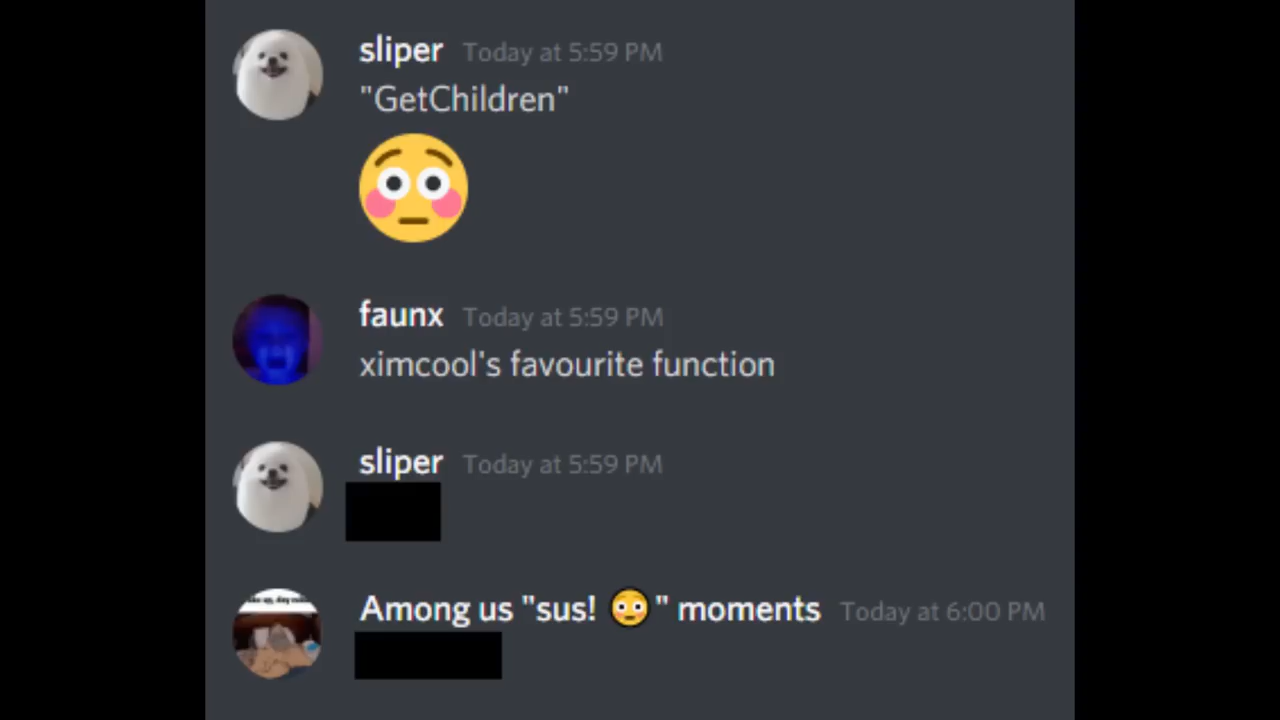 sliper Today at 5:59 PM
"GetChildren"
😳
faunx Today at 5:59 PM
ximcool's favourite function
sliper Today at 5:59 PM
Among us "sus! 😳" moments Today at 6:00 PM